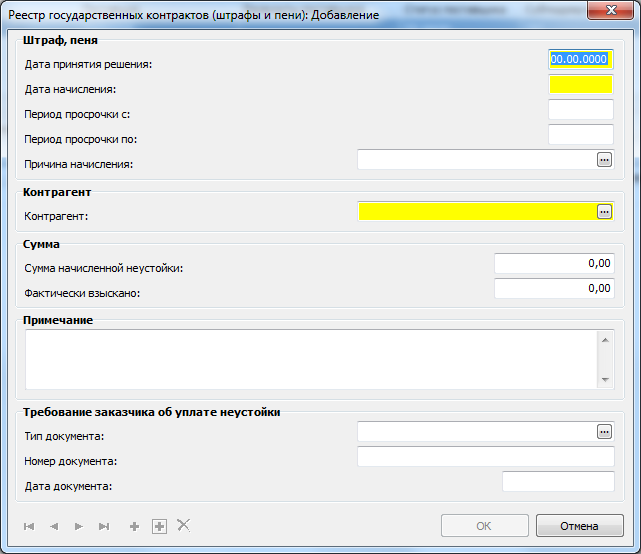 Реестр государственных контрактов (штрафы и пени): Добавление
Штраф, пеня
Дата принятия решения: 00.00.0000
Дата начисления:
Период просрочки с:
Период просрочки по:
Причина начисления: ...
Контрагент
Контрагент: ...
Сумма
Сумма начисленной неустойки: 0,00
Фактически взыскано: 0,00
Примечание
Требование заказчика об уплате неустойки
Тип документа: ...
Номер документа:
Дата документа:
OK Отмена